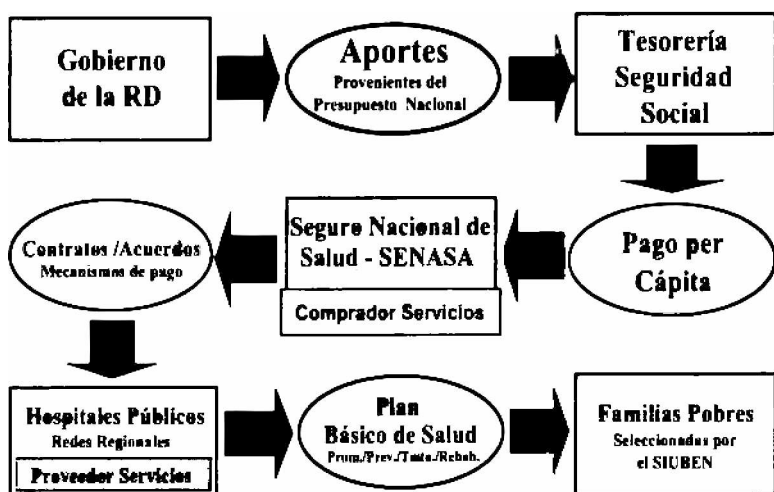 Gobierno
de la RD
Aportes
Provenientes del
Presupuesto Nacional
Tesorería
Seguridad
Social
Contratos /Acuerdos
Mecanismos de pago
Seguro Nacional de
Salud - SENASA
Comprador Servicios
Pago per
Cápita
Hospitales Públicos
Redes Regionales
Proveedor Servicios
Plan
Básico de Salud
Prom./Prev./Trata./Rehab.
Familias Pobres
Seleccionadas por
el SIUBEN